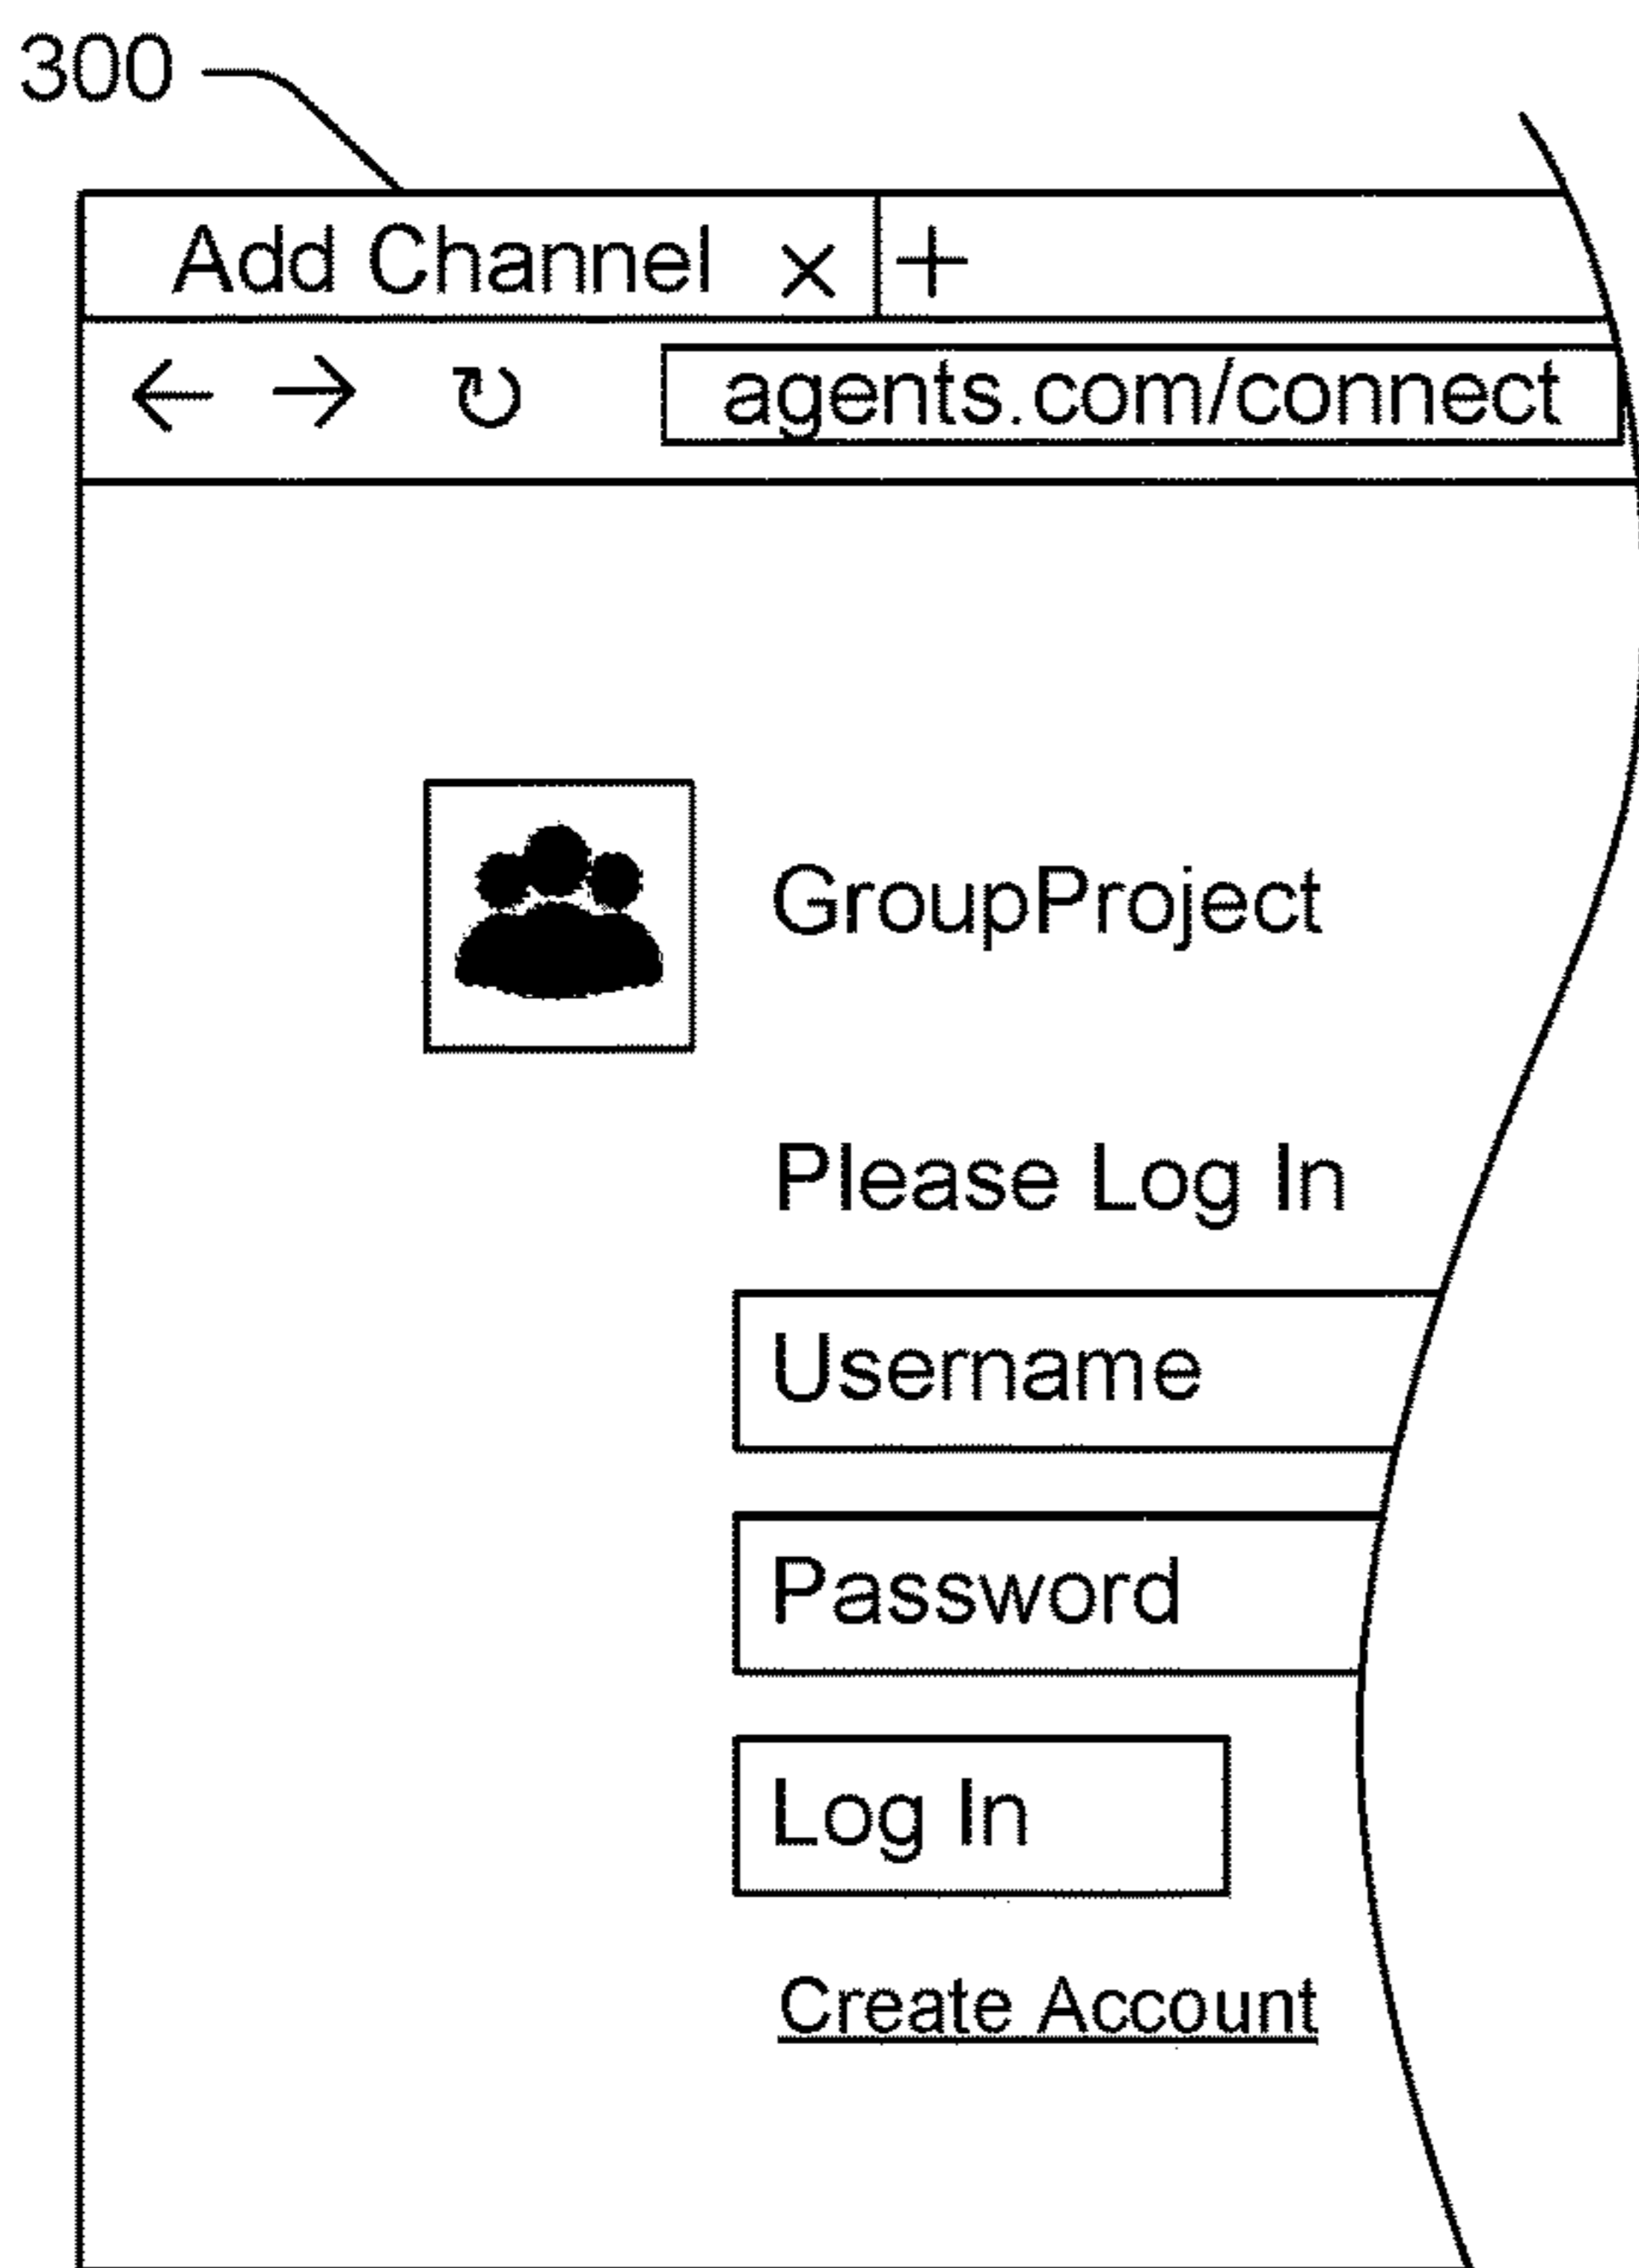 300
Add Channel × +
agents.com/connect
GroupProject
Please Log In
Username
Password
Log In
Create Account